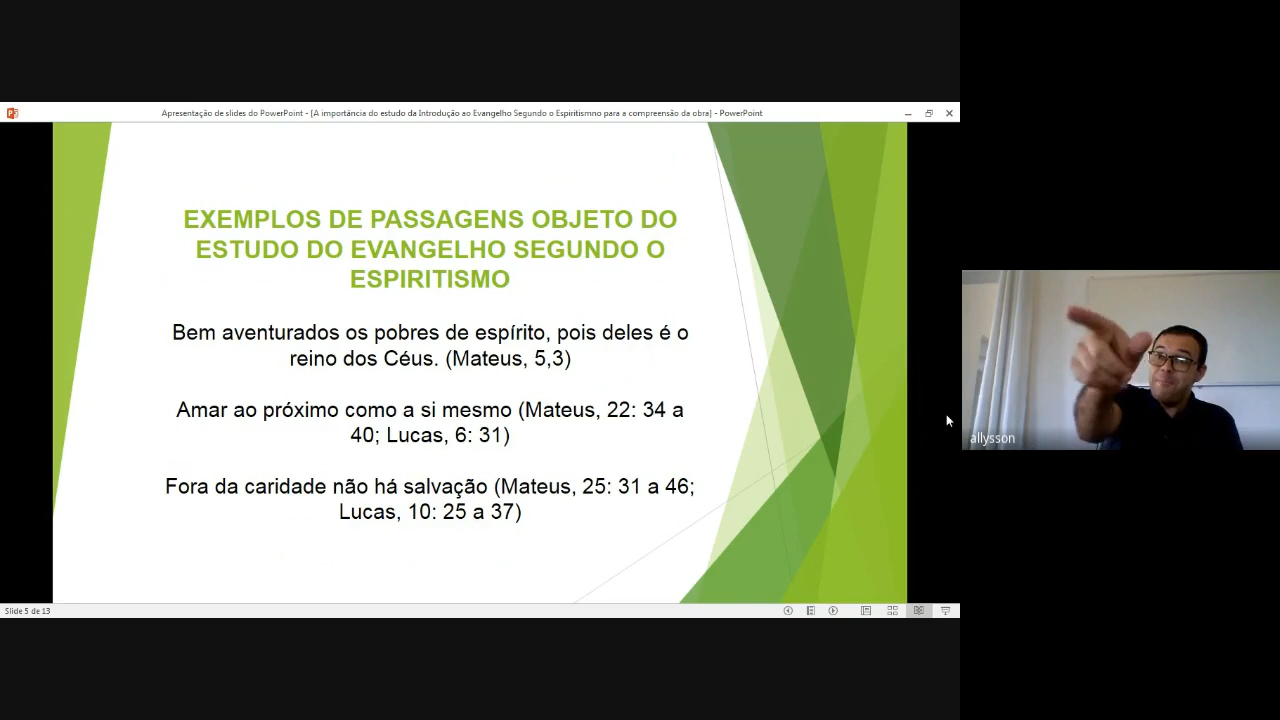 Apresentação de slides do PowerPoint - [A importância do estudo da Introdução ao Evangelho Segundo o Espiritismno para a compreensão da obra] - PowerPoint
EXEMPLOS DE PASSAGENS OBJETO DO
ESTUDO DO EVANGELHO SEGUNDO O
ESPIRITISMO
Bem aventurados os pobres de espírito, pois deles é o
reino dos Céus. (Mateus, 5,3)
Amar ao próximo como a si mesmo (Mateus, 22: 34 a
40; Lucas, 6: 31)
Fora da caridade não há salvação (Mateus, 25: 31 a 46;
Lucas, 10: 25 a 37)
allysson
Slide 5 de 13